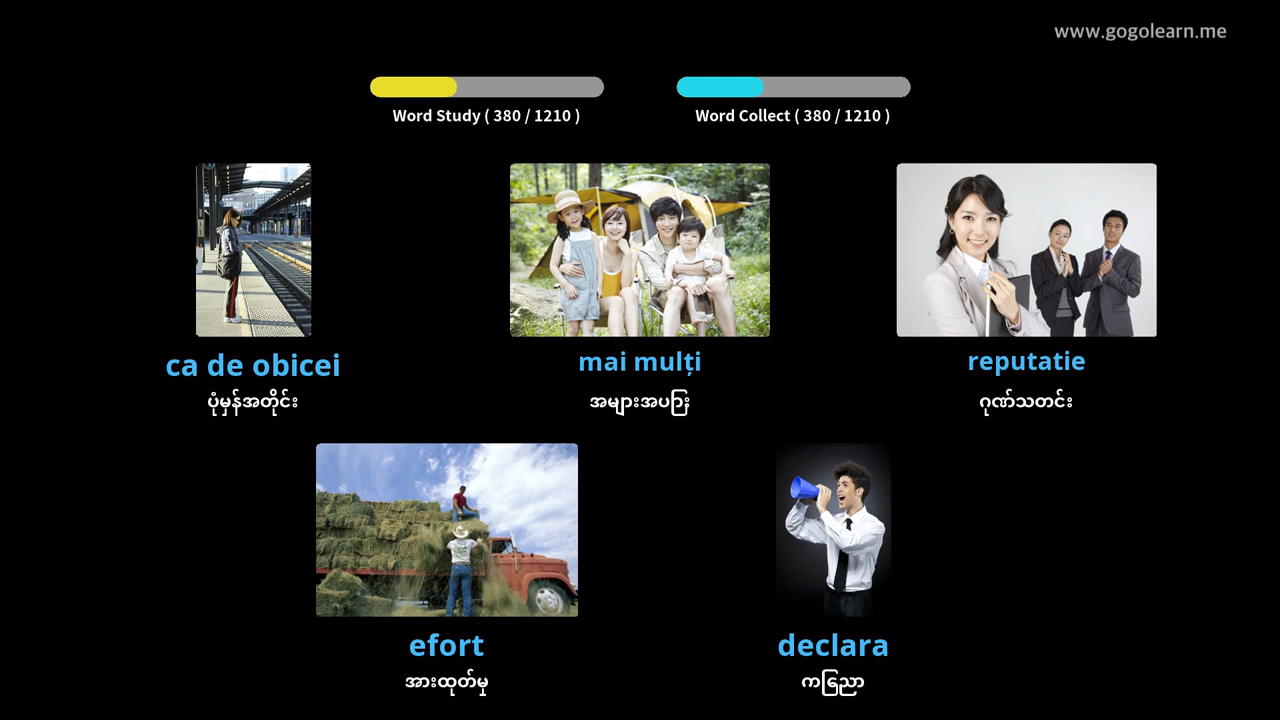 www.gogolearn.me
Word Study ( 380 / 1210 )
Word Collect ( 380 / 1210 )
ca de obicei
mai mulți
reputatie
ပုံမှန်အတိုင်း
အများအပြား
ဂုဏ်သတင်း
efort
declara
အားထုတ်မှု
ကြေညာ